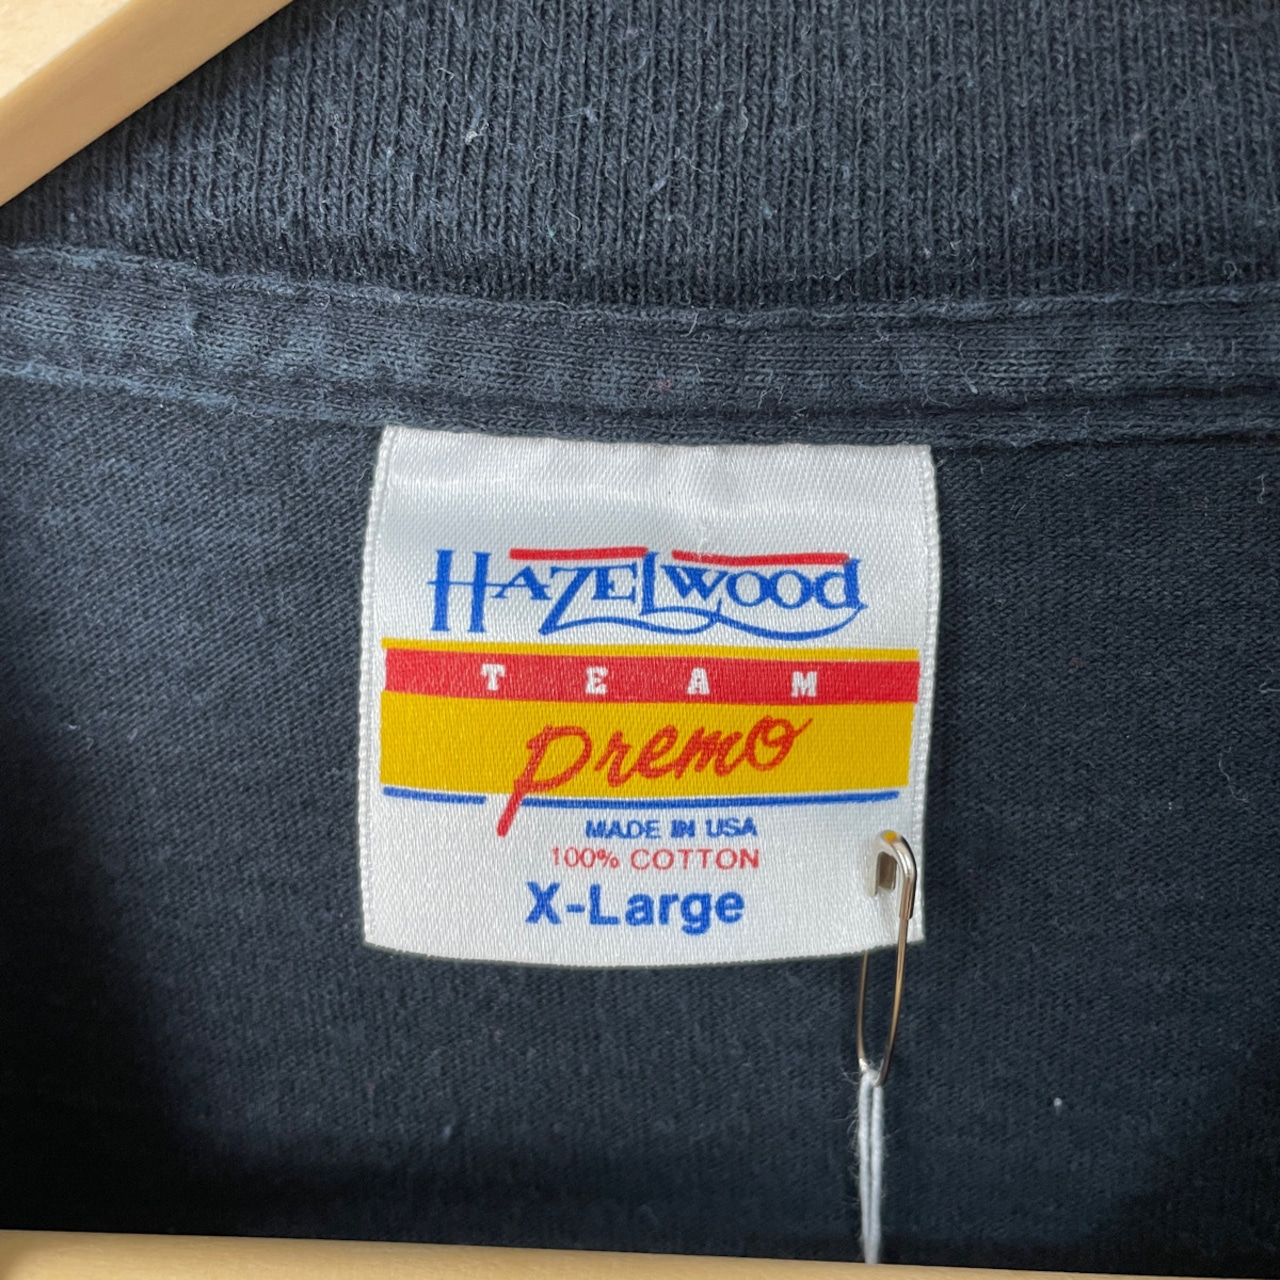 HAZELWOOD
TEAM
Premo
MADE IN USA
100% COTTON
X-Large